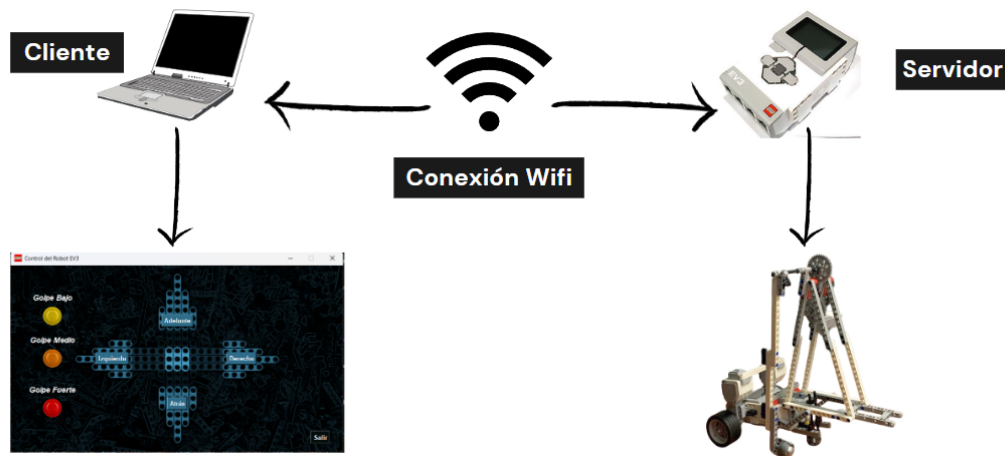 Cliente
Servidor
EV3
Conexión Wifi
Control del Robot EV3
Golpe Bajo
Adelante
Golpe Medio
Izquierda
Derecha
Golpe Fuerte
Atrás
Salir